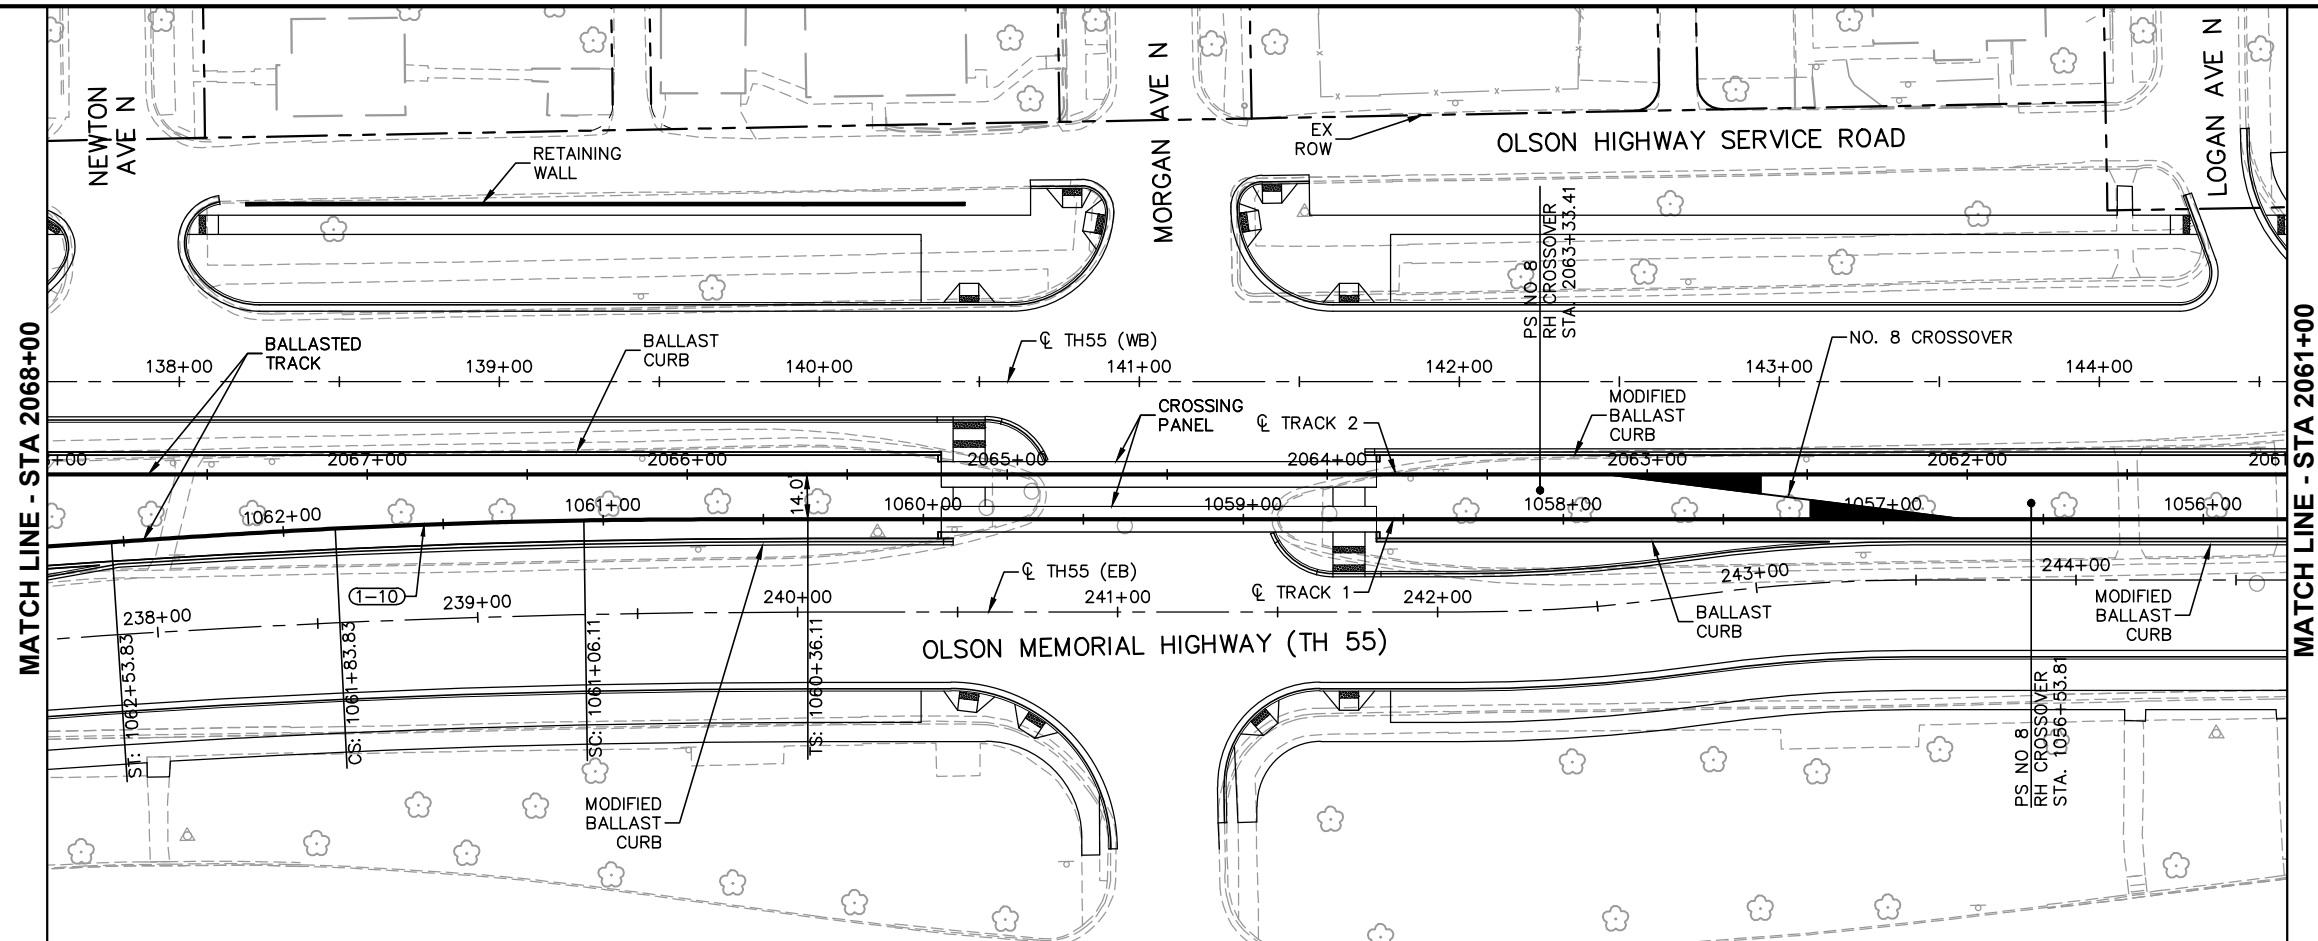 NEWTON
AVE N
MORGAN AVE N
LOGAN AVE N
EX
ROW
OLSON HIGHWAY SERVICE ROAD
RETAINING
WALL
PS NO 8
RH CROSSOVER
STA. 2063+33.41
MATCH LINE - STA 2068+00
MATCH LINE - STA 2061+00
BALLASTED
TRACK
BALLAST
CURB
℄ TH55 (WB)
NO. 8 CROSSOVER
138+00
139+00
140+00
141+00
142+00
143+00
144+00
CROSSING
PANEL
℄ TRACK 2
MODIFIED
BALLAST
CURB
+00
2067+00
2066+00
2065+00
2064+00
2063+00
2062+00
2061
14.0'
1062+00
1061+00
1060+00
1059+00
1058+00
1057+00
1056+00
1-10
℄ TH55 (EB)
℄ TRACK 1
238+00
239+00
240+00
241+00
242+00
243+00
244+00
BALLAST
CURB
MODIFIED
BALLAST
CURB
OLSON MEMORIAL HIGHWAY (TH 55)
ST: 1062+53.83
CS: 1061+83.83
SC: 1061+06.11
TS: 1060+36.11
PS NO 8
RH CROSSOVER
STA. 1056+53.81
MODIFIED
BALLAST
CURB